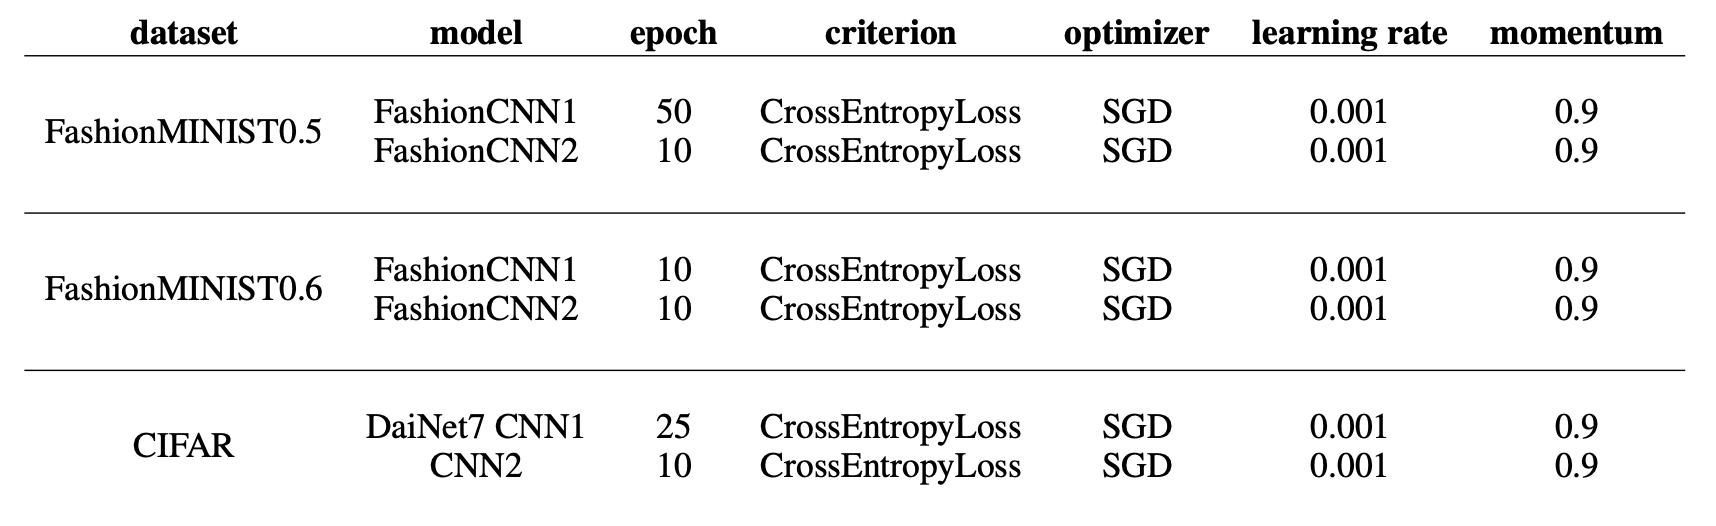 dataset model epoch criterion optimizer learning rate momentum
FashionMINIST0.5
FashionCNN1 50 CrossEntropyLoss SGD 0.001 0.9
FashionCNN2 10 CrossEntropyLoss SGD 0.001 0.9
FashionMINIST0.6
FashionCNN1 10 CrossEntropyLoss SGD 0.001 0.9
FashionCNN2 10 CrossEntropyLoss SGD 0.001 0.9
CIFAR
DaiNet7 CNN1 25 CrossEntropyLoss SGD 0.001 0.9
CNN2 10 CrossEntropyLoss SGD 0.001 0.9